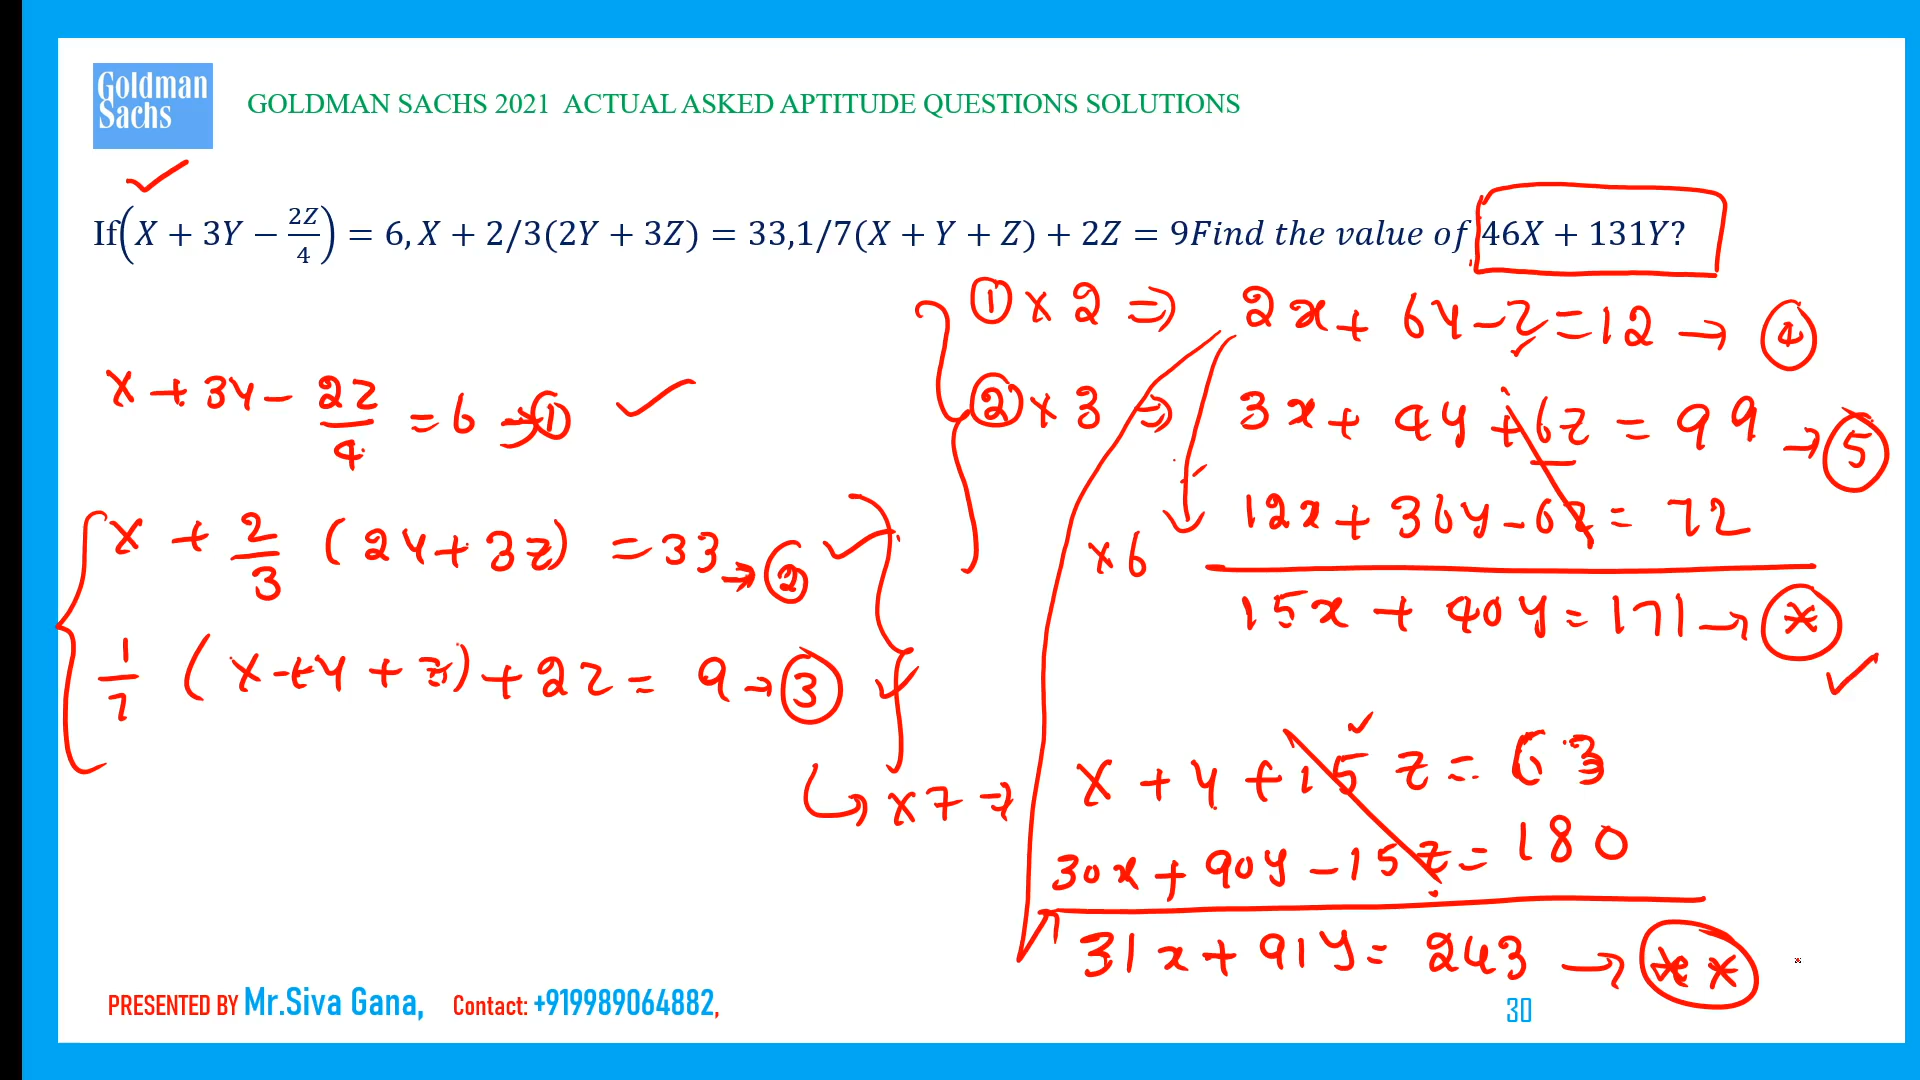 Goldman
Sachs
GOLDMAN SACHS 2021 ACTUAL ASKED APTITUDE QUESTIONS SOLUTIONS
If(X + 3Y − 2Z/4) = 6, X + 2/3(2Y + 3Z) = 33,1/7(X + Y + Z) + 2Z = 9Find the value of 46X + 131Y?
① × 2 ⇒ 2x + 6y − z = 12 → ④
x + 3y − 2z/4 = 6 → ①
② × 3 ⇒ 3x + 4y + 6z = 99 → ⑤
x + 2/3 (2y + 3z) = 33 → ②
×6 12x + 36y − 6z = 72
15x + 40y = 171 → *
1/7 (x + y + z) + 2z = 9 → ③
×7 → x + y + 15z = 63
30x + 90y − 15z = 180
31x + 91y = 243 → **
PRESENTED BY Mr.Siva Gana, Contact: +919989064882,
30